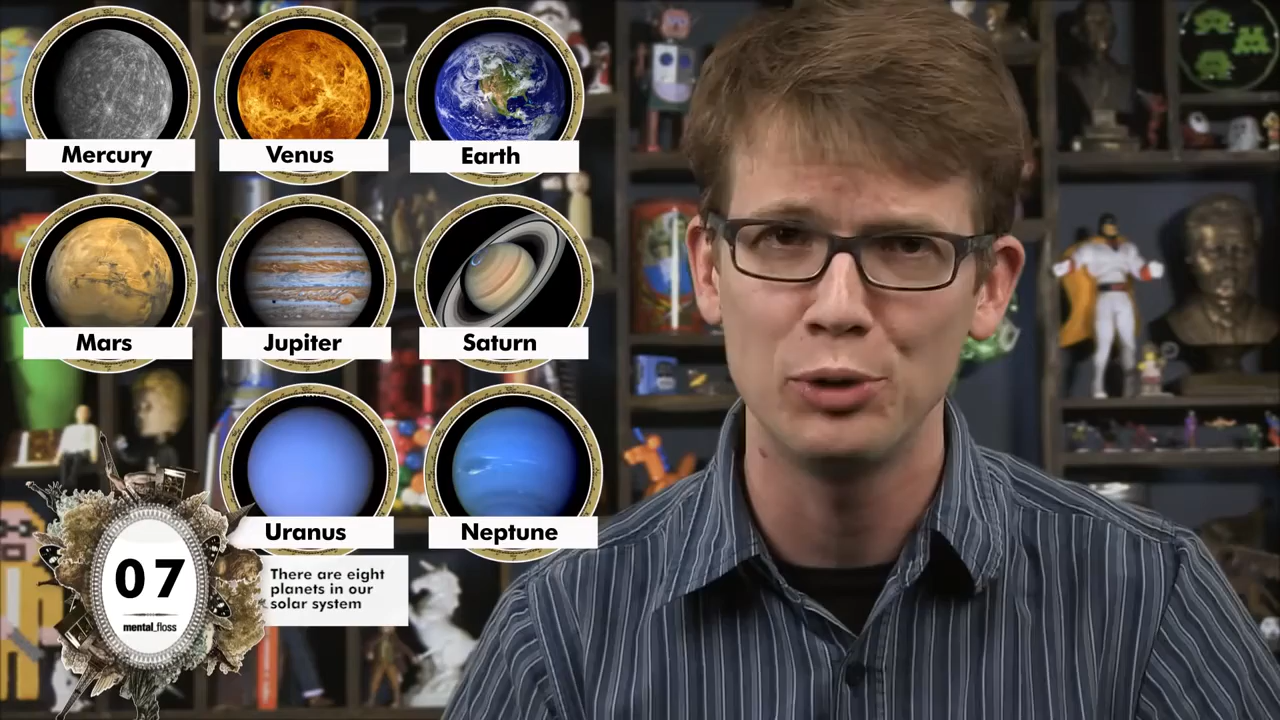 Mercury
Venus
Earth
Mars
Jupiter
Saturn
Uranus
Neptune
07
mental_floss
There are eight
planets in our
solar system